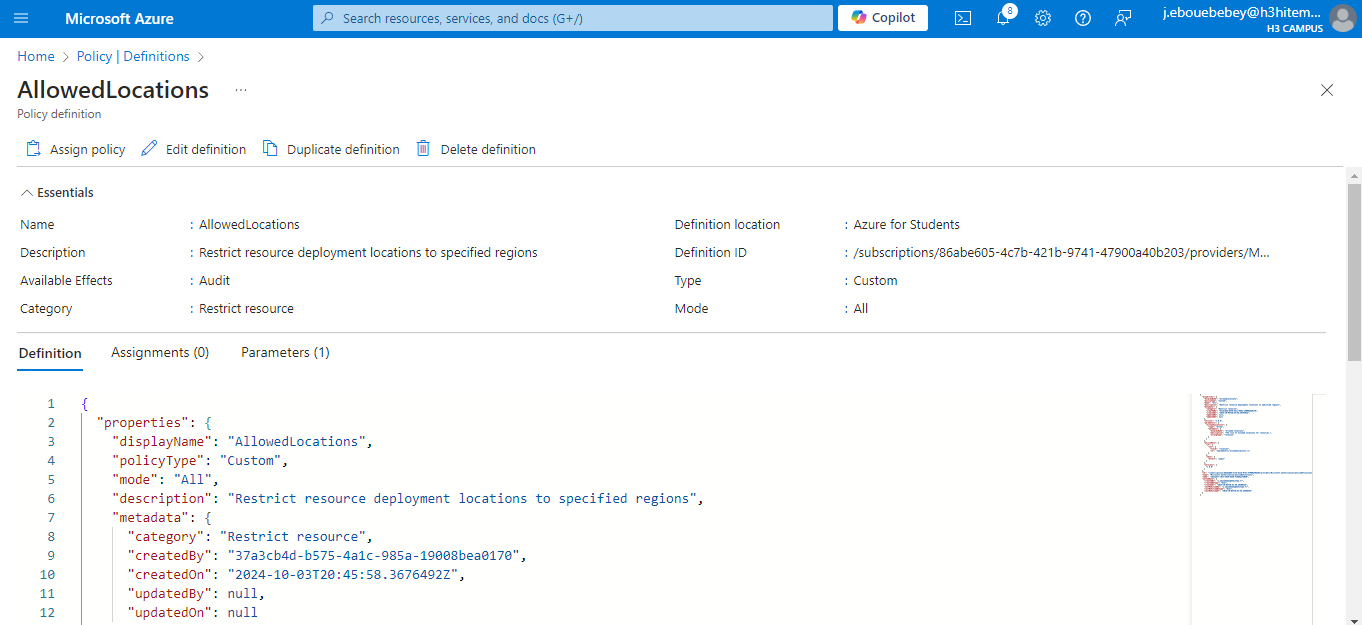 Microsoft Azure
Search resources, services, and docs (G+/)
Copilot
8
j.ebouebebey@h3hitem...
H3 CAMPUS
Home > Policy | Definitions >
AllowedLocations ...
Policy definition
Assign policy Edit definition Duplicate definition Delete definition
Essentials
Name : AllowedLocations
Definition location : Azure for Students
Description : Restrict resource deployment locations to specified regions
Definition ID : /subscriptions/86abe605-4c7b-421b-9741-47900a40b203/providers/M...
Available Effects : Audit
Type : Custom
Category : Restrict resource
Mode : All
Definition Assignments (0) Parameters (1)
1 {
2 "properties": {
3 "displayName": "AllowedLocations",
4 "policyType": "Custom",
5 "mode": "All",
6 "description": "Restrict resource deployment locations to specified regions",
7 "metadata": {
8 "category": "Restrict resource",
9 "createdBy": "37a3cb4d-b575-4a1c-985a-19008bea0170",
10 "createdOn": "2024-10-03T20:45:58.3676492Z",
11 "updatedBy": null,
12 "updatedOn": null